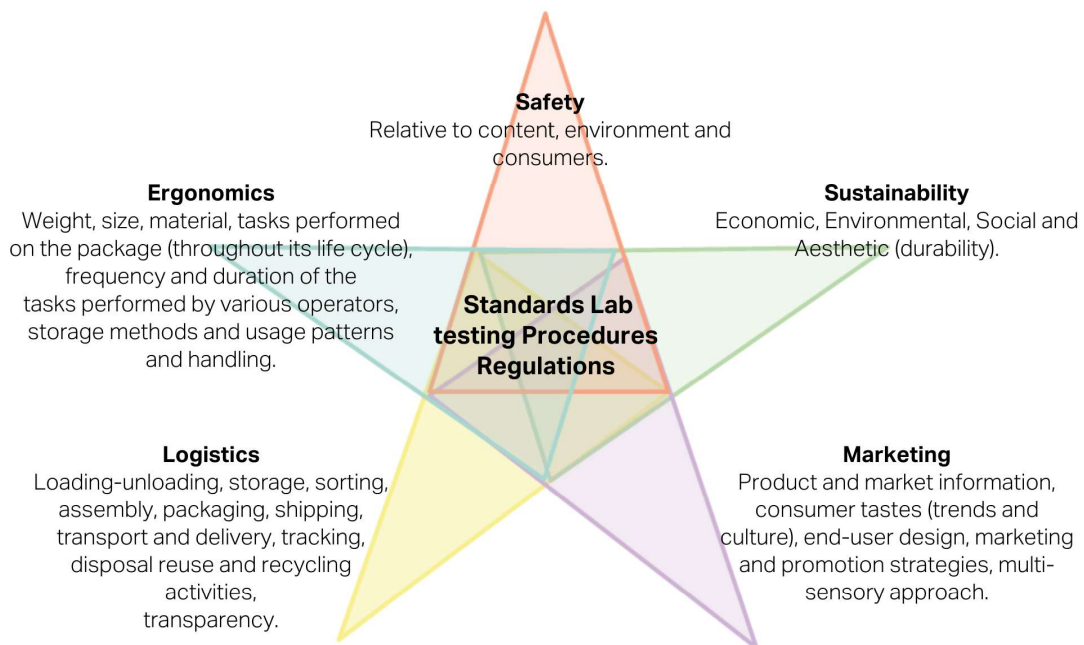 Safety
Relative to content, environment and
consumers.
Ergonomics
Weight, size, material, tasks performed
on the package (throughout its life cycle),
frequency and duration of the
tasks performed by various operators,
storage methods and usage patterns
and handling.
Sustainability
Economic, Environmental, Social and
Aesthetic (durability).
Standards Lab
testing Procedures
Regulations
Logistics
Loading-unloading, storage, sorting,
assembly, packaging, shipping,
transport and delivery, tracking,
disposal reuse and recycling
activities,
transparency.
Marketing
Product and market information,
consumer tastes (trends and
culture), end-user design, marketing
and promotion strategies, multi-
sensory approach.